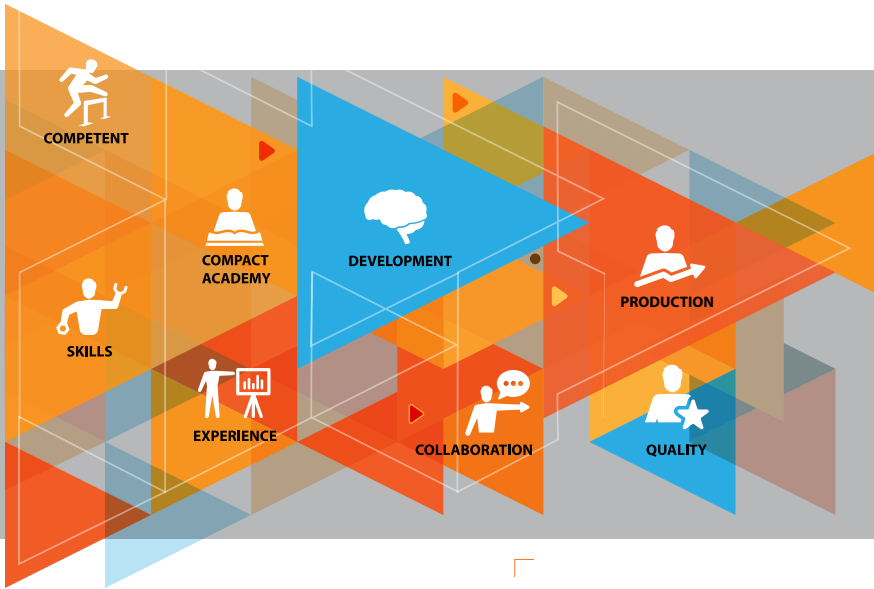 COMPETENT
COMPACT
ACADEMY
DEVELOPMENT
PRODUCTION
SKILLS
EXPERIENCE
COLLABORATION
QUALITY